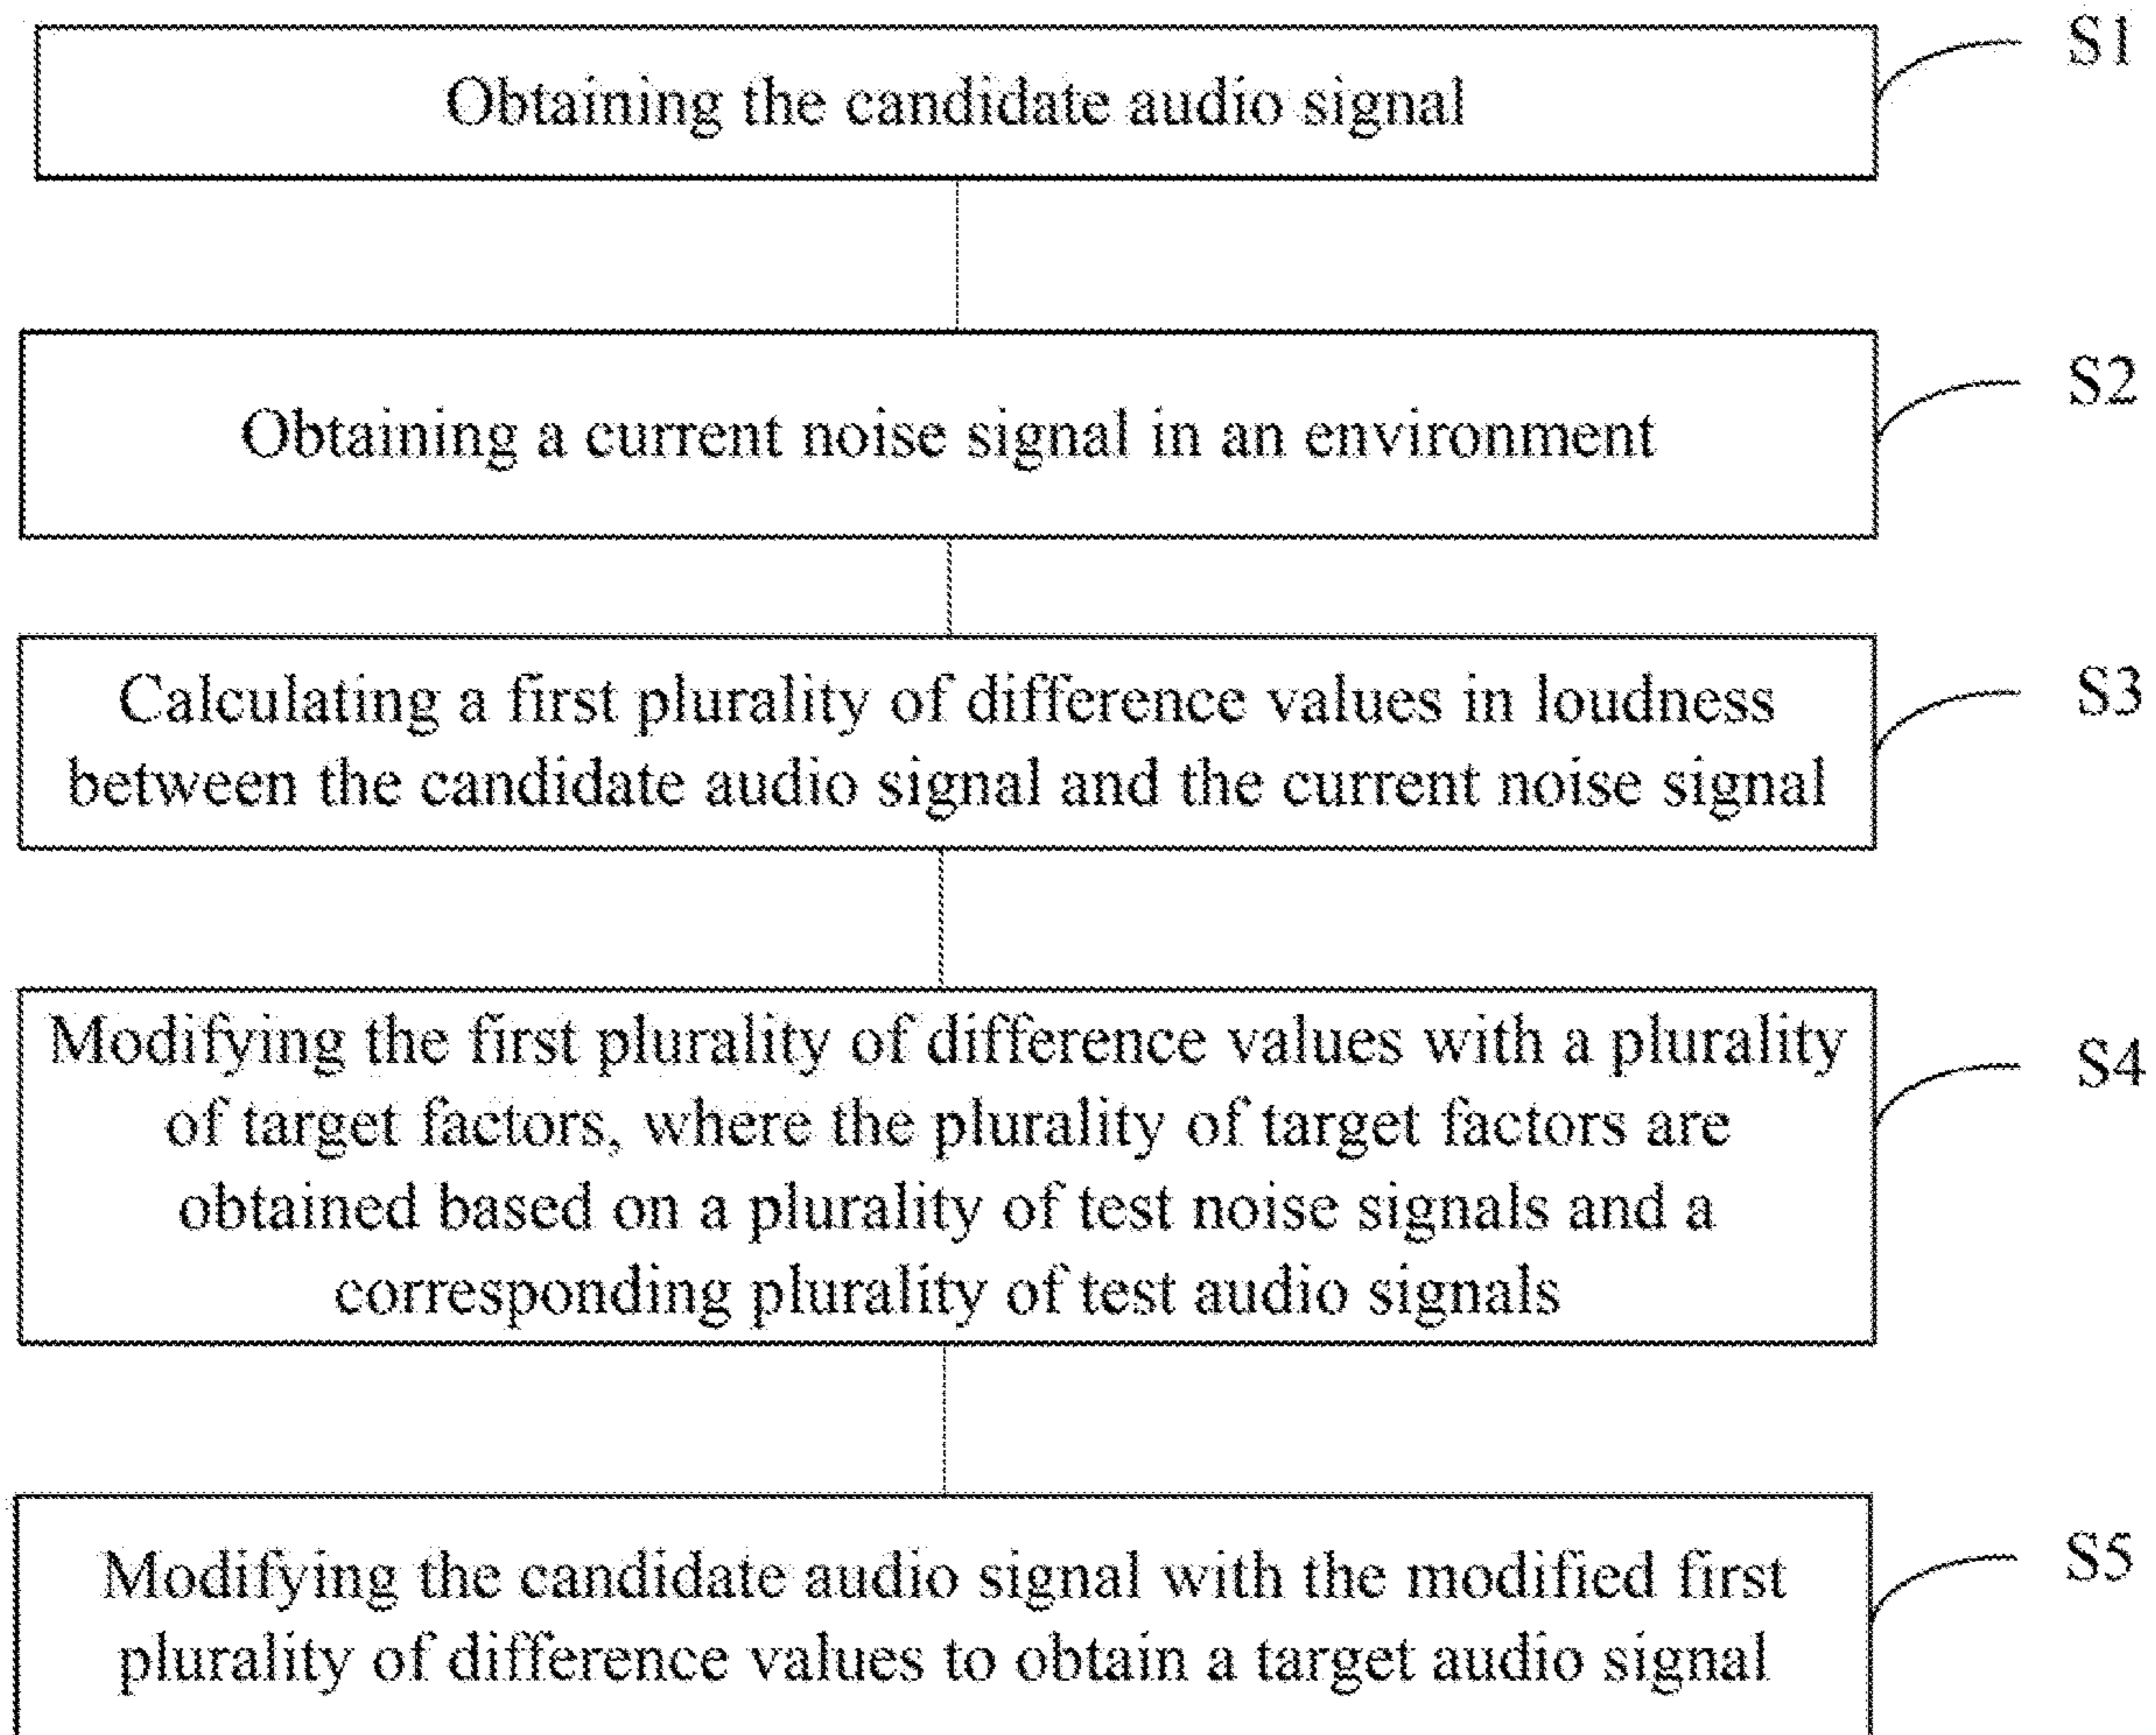 Obtaining the candidate audio signal
S1
Obtaining a current noise signal in an environment
S2
Calculating a first plurality of difference values in loudness
between the candidate audio signal and the current noise signal
S3
Modifying the first plurality of difference values with a plurality
of target factors, where the plurality of target factors are
obtained based on a plurality of test noise signals and a
corresponding plurality of test audio signals
S4
Modifying the candidate audio signal with the modified first
plurality of difference values to obtain a target audio signal
S5